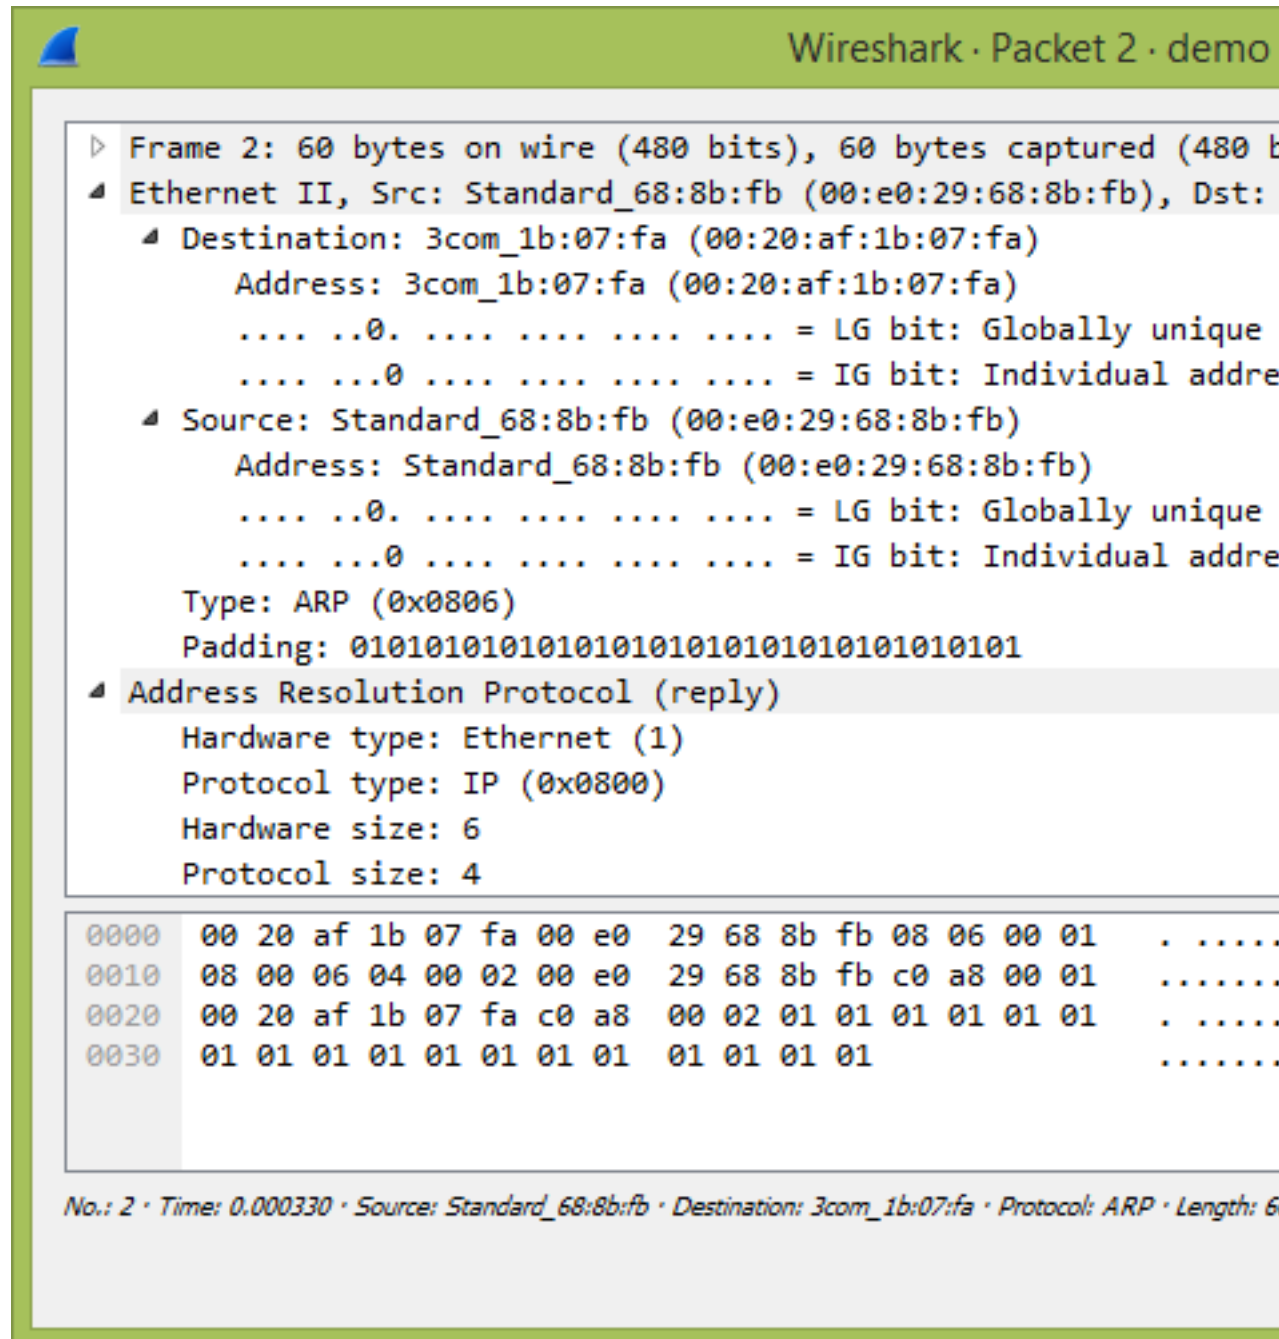 Wireshark · Packet 2 · demo
Frame 2: 60 bytes on wire (480 bits), 60 bytes captured (480 b
Ethernet II, Src: Standard_68:8b:fb (00:e0:29:68:8b:fb), Dst:
Destination: 3com_1b:07:fa (00:20:af:1b:07:fa)
Address: 3com_1b:07:fa (00:20:af:1b:07:fa)
.... ..0. .... .... .... .... = LG bit: Globally unique
.... ...0 .... .... .... .... = IG bit: Individual addre
Source: Standard_68:8b:fb (00:e0:29:68:8b:fb)
Address: Standard_68:8b:fb (00:e0:29:68:8b:fb)
.... ..0. .... .... .... .... = LG bit: Globally unique
.... ...0 .... .... .... .... = IG bit: Individual addre
Type: ARP (0x0806)
Padding: 010101010101010101010101010101010101
Address Resolution Protocol (reply)
Hardware type: Ethernet (1)
Protocol type: IP (0x0800)
Hardware size: 6
Protocol size: 4
0000 00 20 af 1b 07 fa 00 e0 29 68 8b fb 08 06 00 01 . .....
0010 08 00 06 04 00 02 00 e0 29 68 8b fb c0 a8 00 01 .......
0020 00 20 af 1b 07 fa c0 a8 00 02 01 01 01 01 01 01 . .....
0030 01 01 01 01 01 01 01 01 01 01 01 01 .......
No.: 2 · Time: 0.000330 · Source: Standard_68:8b:fb · Destination: 3com_1b:07:fa · Protocol: ARP · Length: 6